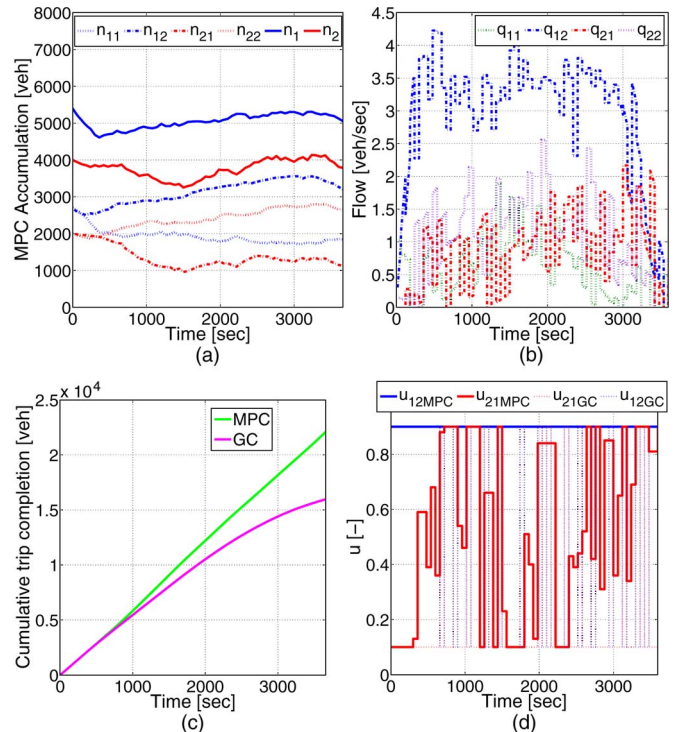 n11 n12 n21 n22 n1 n2
8000
7000
6000
5000
4000
3000
2000
1000
0
MPC Accumulation [veh]
0 1000 2000 3000
Time [sec]
(a)
q11 q12 q21 q22
4.5
4
3.5
3
2.5
2
1.5
1
0.5
0
Flow [veh/sec]
0 1000 2000 3000
Time [sec]
(b)
x 10^4
2.5
2
1.5
1
0.5
0
Cumulative trip completion [veh]
MPC
GC
0 1000 2000 3000
Time [sec]
(c)
u12MPC u21MPC u21GC u12GC
0.8
0.6
0.4
0.2
0
u [-]
0 1000 2000 3000
Time [sec]
(d)